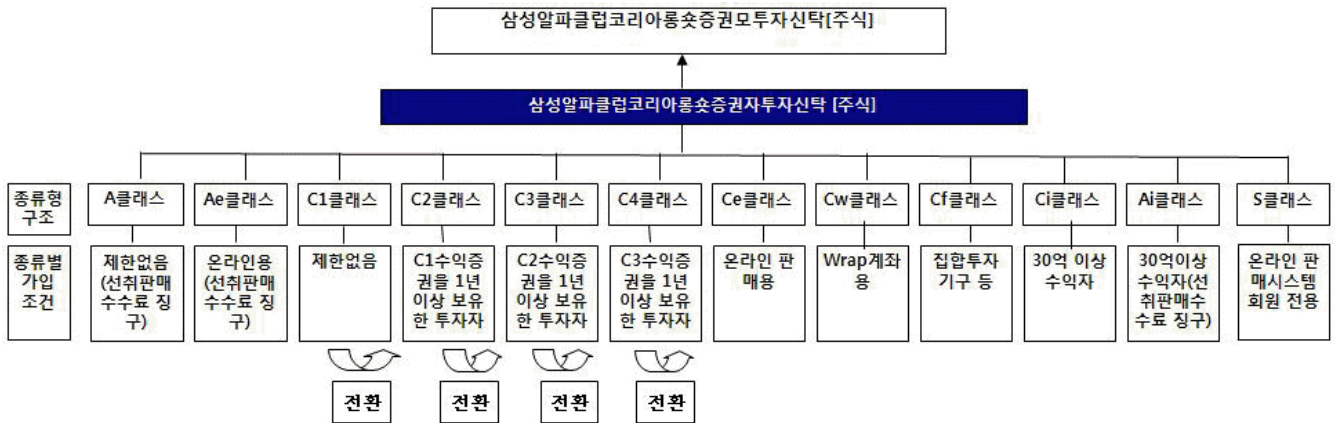 삼성알파클럽코리아롱숏증권모투자신탁[주식]
삼성알파클럽코리아롱숏증권자투자신탁 [주식]
종류형
구조
A클래스
Ae클래스
C1클래스
C2클래스
C3클래스
C4클래스
Ce클래스
Cw클래스
Cf클래스
Ci클래스
Ai클래스
S클래스
종류별
가입
조건
제한없음
(선취판매
수수료 징
구)
온라인용
(선취판매
수수료 징
구)
제한없음
C1수익증
권을 1년
이상 보유
한 투자자
C2수익증
권을 1년
이상 보유
한 투자자
C3수익증
권을 1년
이상 보유
한 투자자
온라인 판
매용
Wrap계좌
용
집합투자
기구 등
30억 이상
수익자
30억이상
수익자(선
취판매수
수료 징구)
온라인 판
매시스템
회원 전용
전환
전환
전환
전환